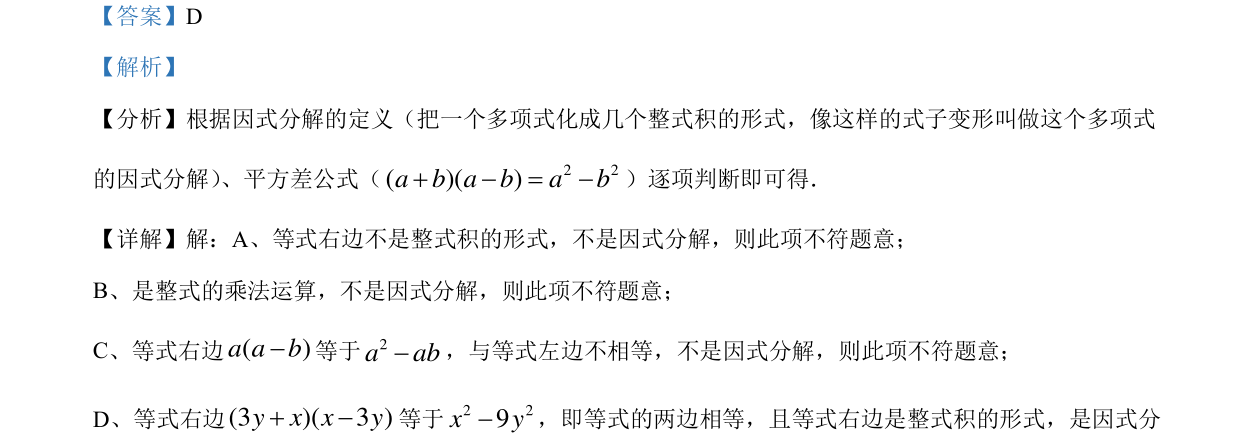 【答案】D
【解析】
【分析】根据因式分解的定义（把一个多项式化成几个整式积的形式，像这样的式子变形叫做这个多项式
的因式分解）、平方差公式（(a+b)(a−b)=a²−b²）逐项判断即可得．
【详解】解：A、等式右边不是整式积的形式，不是因式分解，则此项不符题意；
B、是整式的乘法运算，不是因式分解，则此项不符题意；
C、等式右边a(a−b)等于a²−ab，与等式左边不相等，不是因式分解，则此项不符题意；
D、等式右边(3y+x)(x−3y)等于x²−9y²，即等式的两边相等，且等式右边是整式积的形式，是因式分